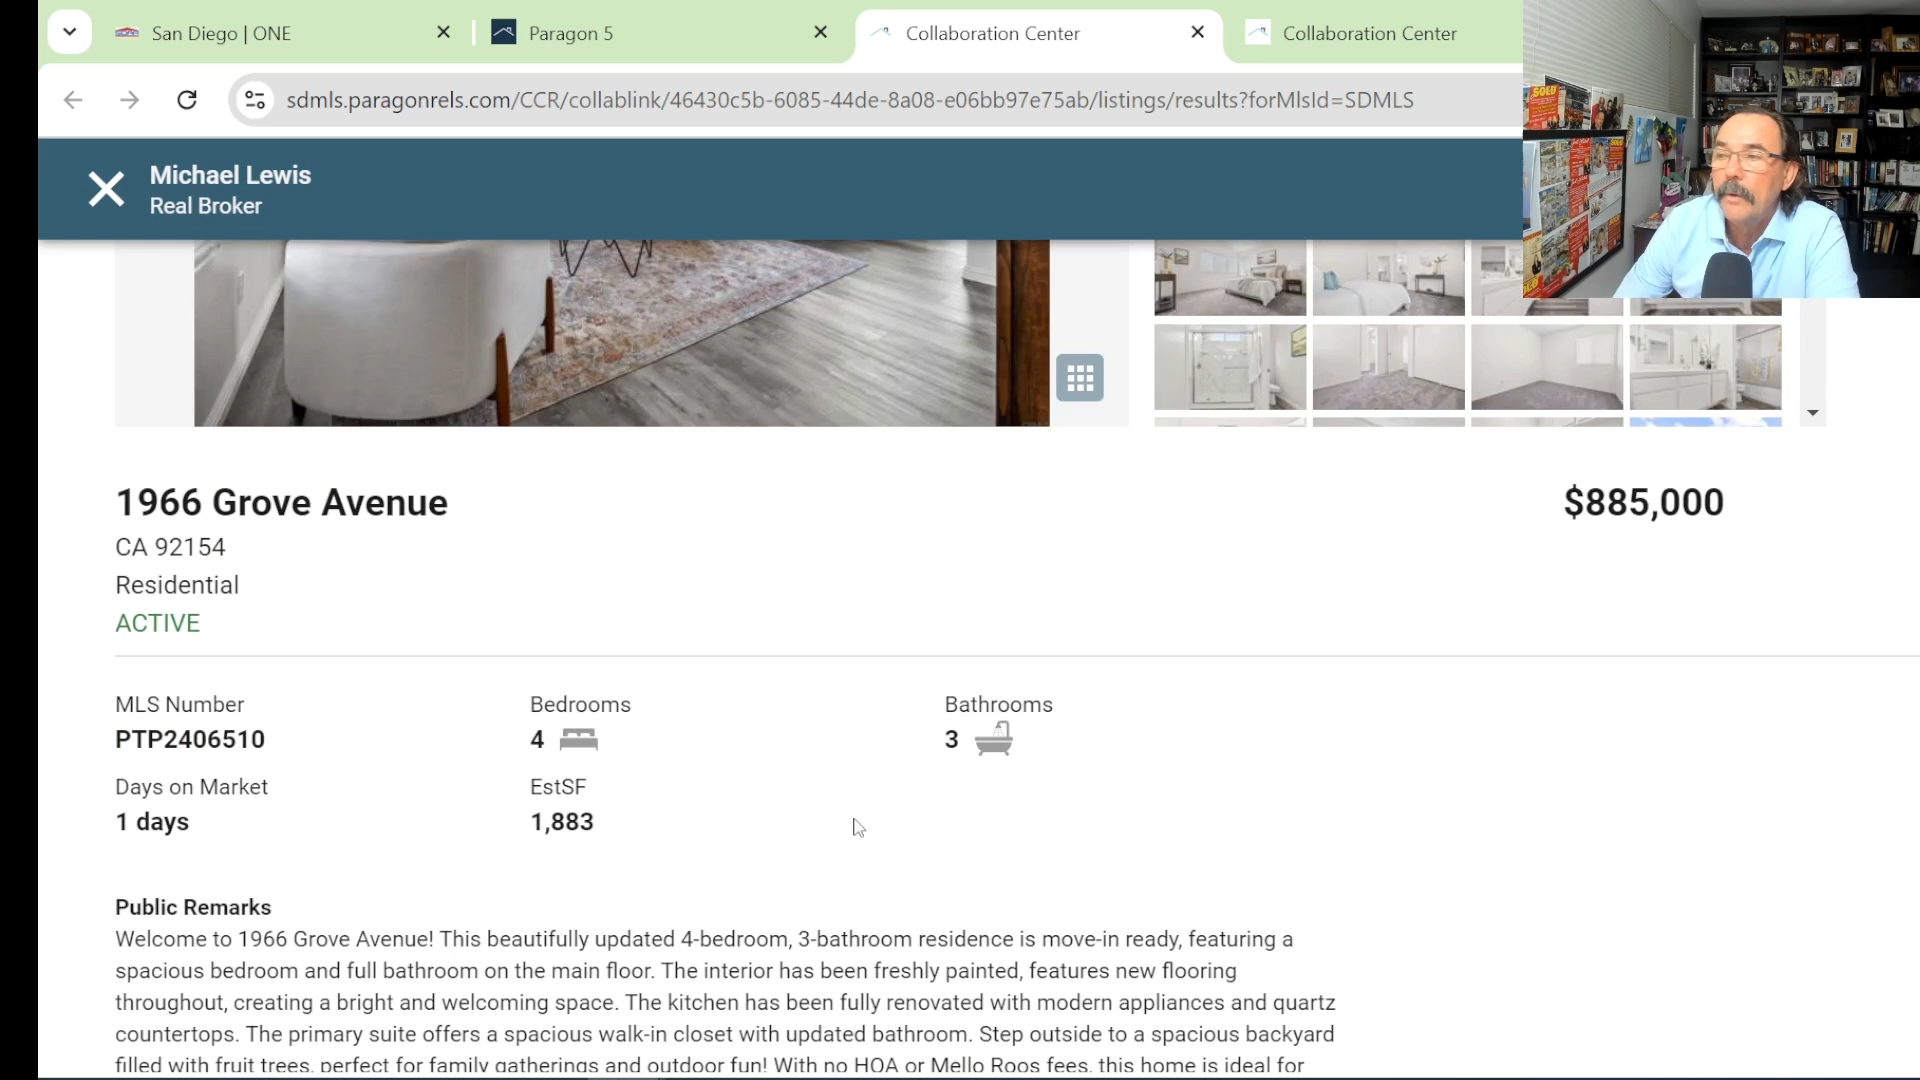 San Diego | ONE
Paragon 5
Collaboration Center
Collaboration Center
sdmls.paragonrels.com/CCR/collablink/46430c5b-6085-44de-8a08-e06bb97e75ab/listings/results?forMlsId=SDMLS
SOLD
Michael Lewis
Real Broker
1966 Grove Avenue
$885,000
CA 92154
Residential
ACTIVE
MLS Number
Bedrooms
Bathrooms
PTP2406510
4
3
Days on Market
EstSF
1 days
1,883
Public Remarks
Welcome to 1966 Grove Avenue! This beautifully updated 4-bedroom, 3-bathroom residence is move-in ready, featuring a
spacious bedroom and full bathroom on the main floor. The interior has been freshly painted, features new flooring
throughout, creating a bright and welcoming space. The kitchen has been fully renovated with modern appliances and quartz
countertops. The primary suite offers a spacious walk-in closet with updated bathroom. Step outside to a spacious backyard
filled with fruit trees, perfect for family gatherings and outdoor fun! With no HOA or Mello Roos fees, this home is ideal for